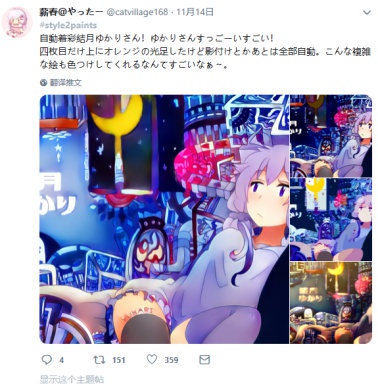 薪春@やったー @catvillage168 · 11月14日
#style2paints
自動着彩結月ゆかりさん！ゆかりさんすっごーいすごい！
四枚目だけ上にオレンジの光足したけど影付けとかあとは全部自動。こんな複雑
な絵も色つけしてくれるなんてすごいなぁ～。
翻译推文
月
かり
ゆかり
4 151 359
显示这个主题帖